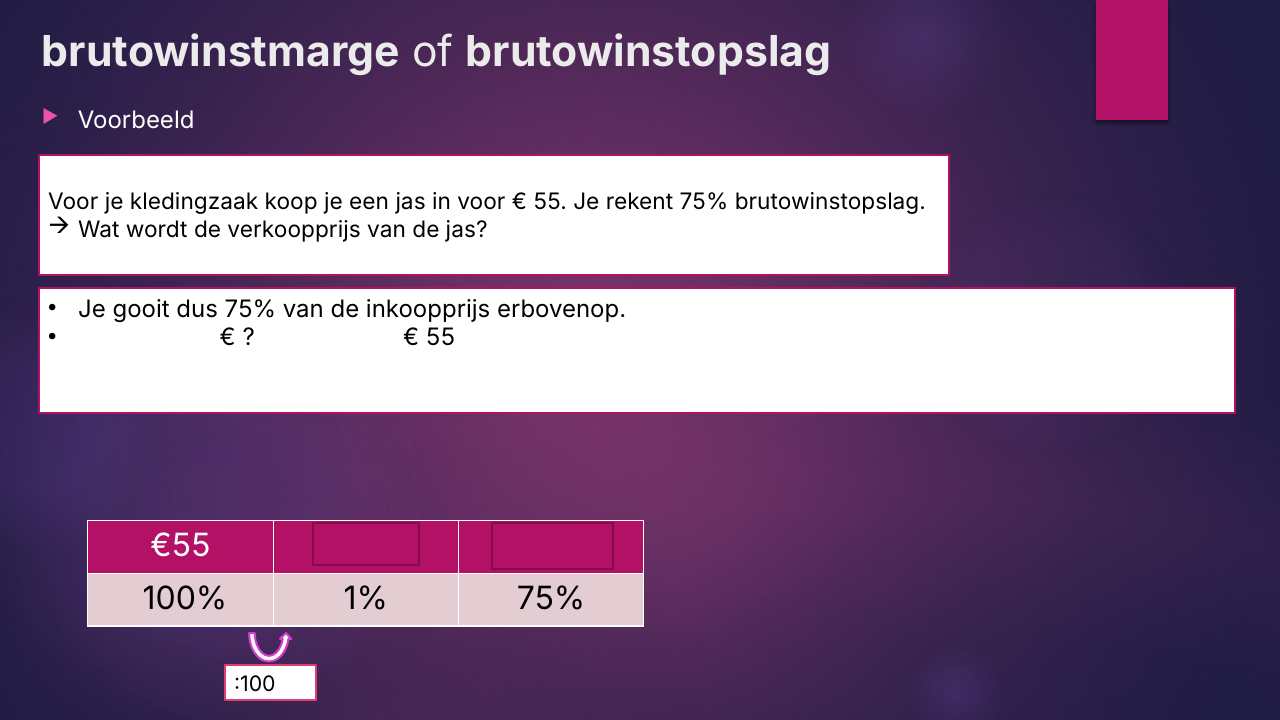 brutowinstmarge of brutowinstopslag
Voorbeeld
Voor je kledingzaak koop je een jas in voor € 55. Je rekent 75% brutowinstopslag.
→ Wat wordt de verkoopprijs van de jas?
• Je gooit dus 75% van de inkoopprijs erbovenop.
• € ? € 55
€55
100% 1% 75%
:100